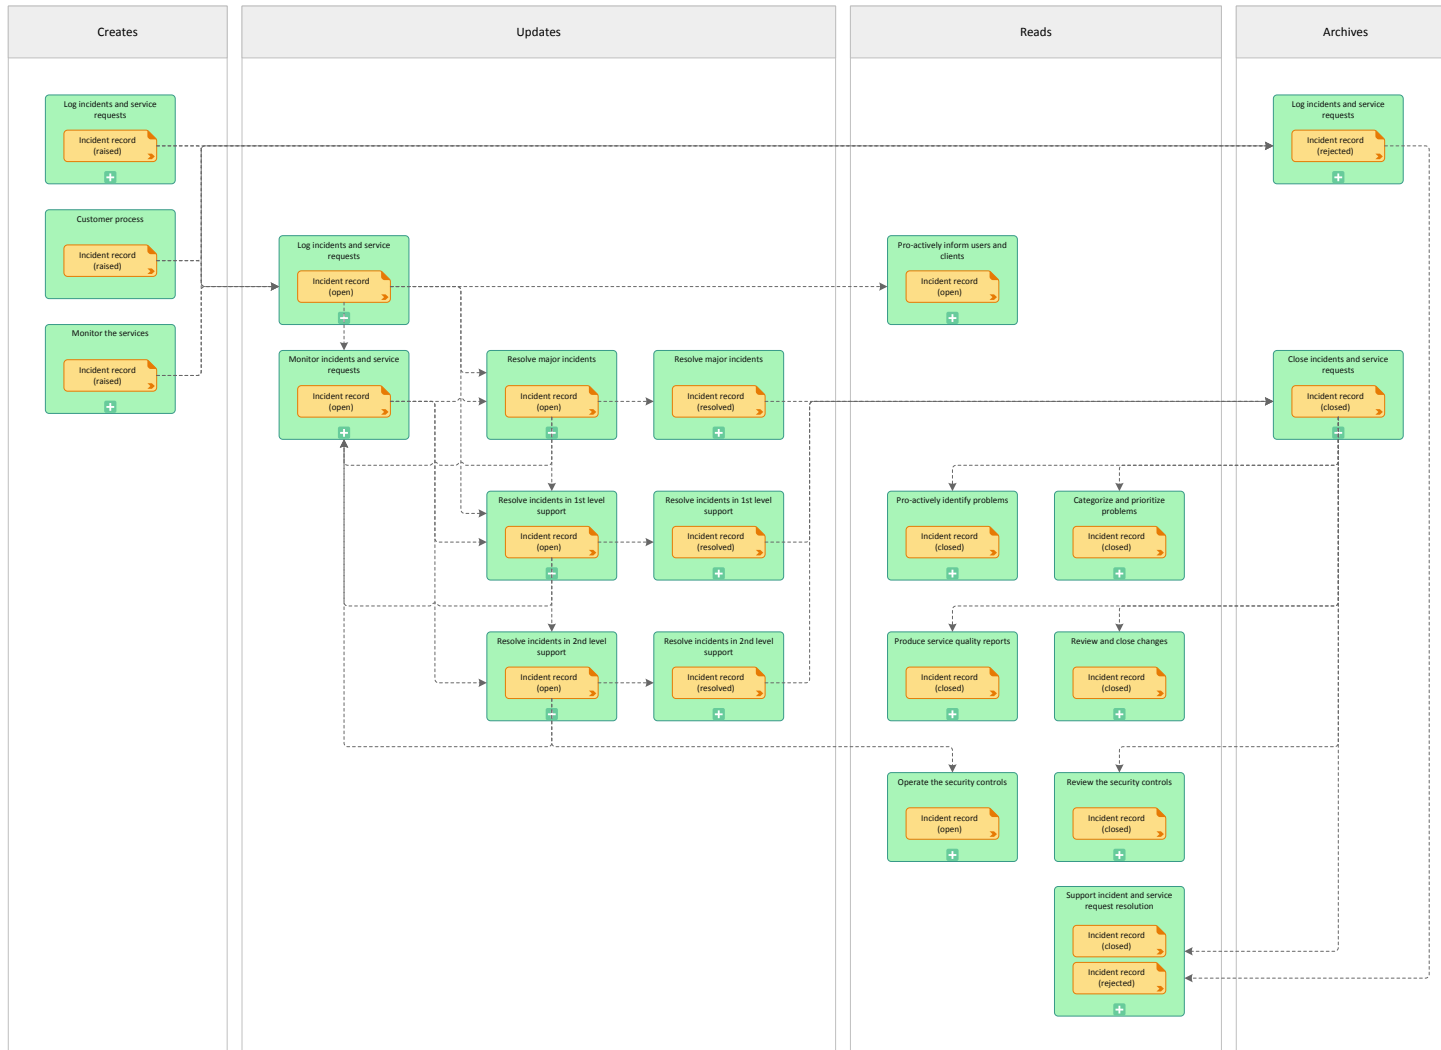 Creates
Updates
Reads
Archives
Log incidents and service
requests
Incident record
(raised)
Customer process
Incident record
(raised)
Monitor the services
Incident record
(raised)
Log incidents and service
requests
Incident record
(open)
Monitor incidents and service
requests
Incident record
(open)
Resolve major incidents
Incident record
(open)
Resolve major incidents
Incident record
(resolved)
Resolve incidents in 1st level
support
Incident record
(open)
Resolve incidents in 1st level
support
Incident record
(resolved)
Resolve incidents in 2nd level
support
Incident record
(open)
Resolve incidents in 2nd level
support
Incident record
(resolved)
Pro-actively inform users and
clients
Incident record
(open)
Pro-actively identify problems
Incident record
(closed)
Categorize and prioritize
problems
Incident record
(closed)
Produce service quality reports
Incident record
(closed)
Review and close changes
Incident record
(closed)
Operate the security controls
Incident record
(open)
Review the security controls
Incident record
(closed)
Support incident and service
request resolution
Incident record
(closed)
Incident record
(rejected)
Log incidents and service
requests
Incident record
(rejected)
Close incidents and service
requests
Incident record
(closed)